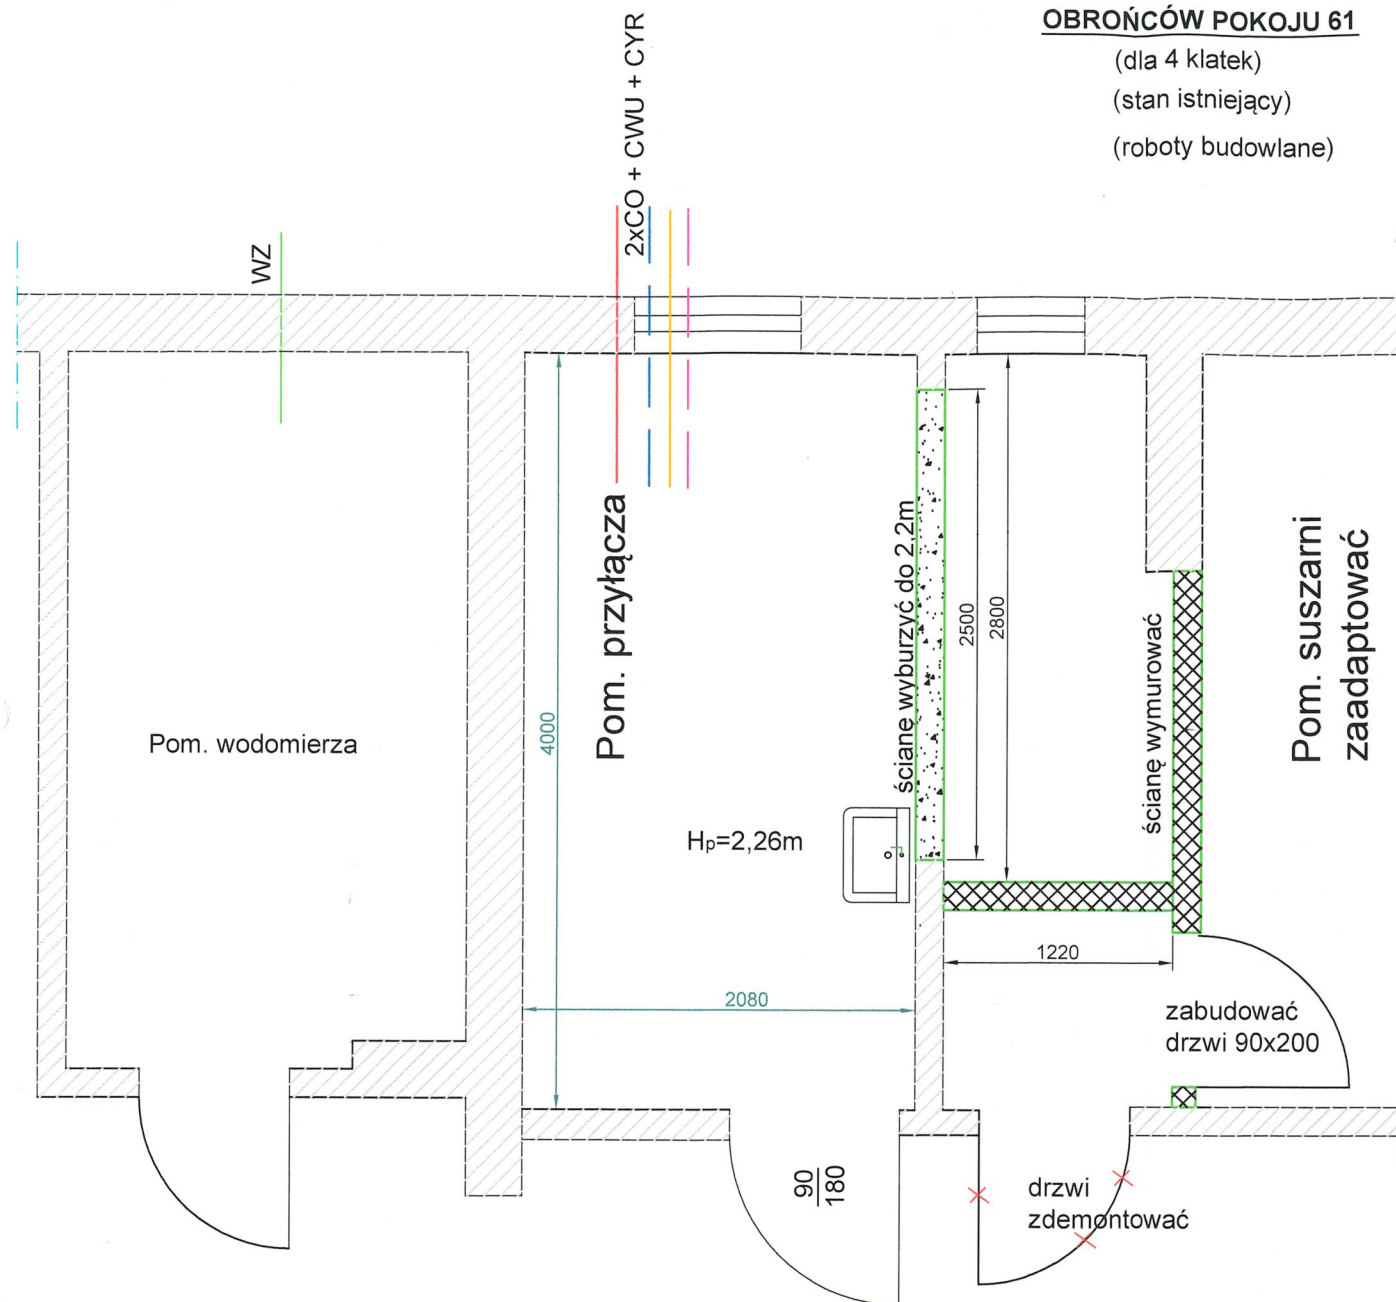 OBROŃCÓW POKOJU 61
(dla 4 klatek)
(stan istniejący)
(roboty budowlane)
2xCO + CWU + CYR
WZ
Pom. wodomierza
Pom. przyłącza
4000
Hp=2,26m
2080
ścianę wyburzyć do 2,2m
2500
2800
ścianę wymurować
Pom. suszarni
zaadaptować
1220
zabudować
drzwi 90x200
90
180
drzwi
zdemontować